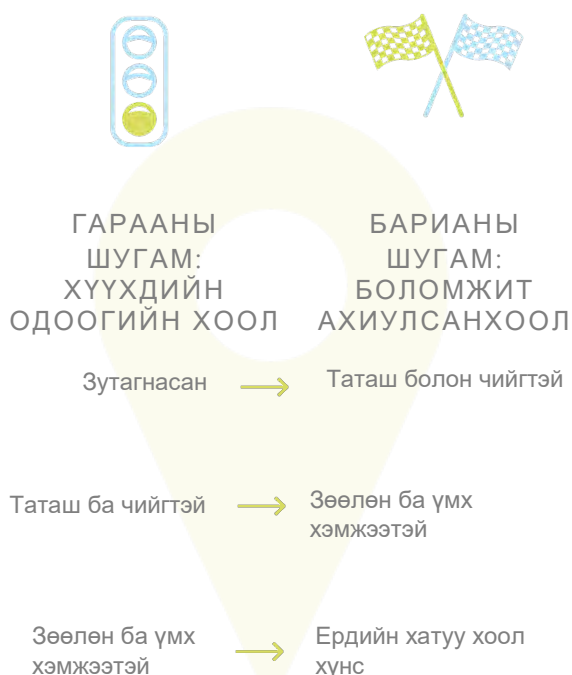 ГАРААНЫ
ШУГАМ:
ХҮҮХДИЙН
ОДООГИЙН ХООЛ
БАРИАНЫ
ШУГАМ:
БОЛОМЖИТ
АХИУЛСАНХООЛ
Зутагнасан
Таташ болон чийгтэй
Таташ ба чийгтэй
Зөөлөн ба үмх
хэмжээтэй
Зөөлөн ба үмх
хэмжээтэй
Ердийн хатуу хоол
хүнс